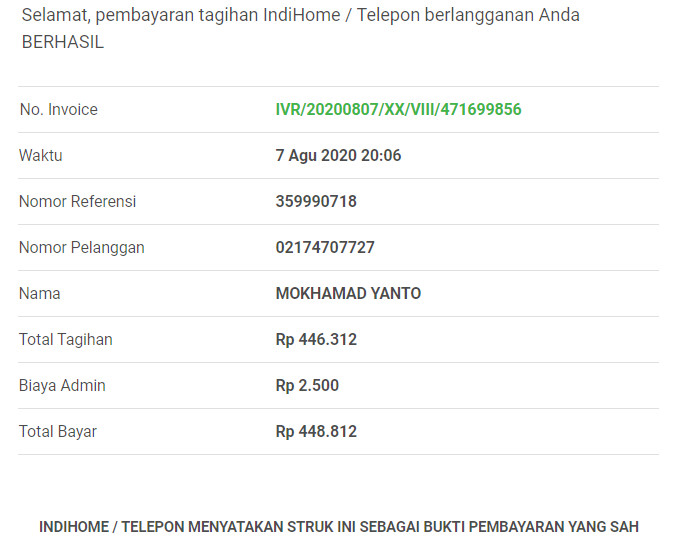 Selamat, pembayaran tagihan IndiHome / Telepon berlangganan Anda
BERHASIL
No. Invoice IVR/20200807/XX/VIII/471699856
Waktu 7 Agu 2020 20:06
Nomor Referensi 359990718
Nomor Pelanggan 02174707727
Nama MOKHAMAD YANTO
Total Tagihan Rp 446.312
Biaya Admin Rp 2.500
Total Bayar Rp 448.812
INDIHOME / TELEPON MENYATAKAN STRUK INI SEBAGAI BUKTI PEMBAYARAN YANG SAH